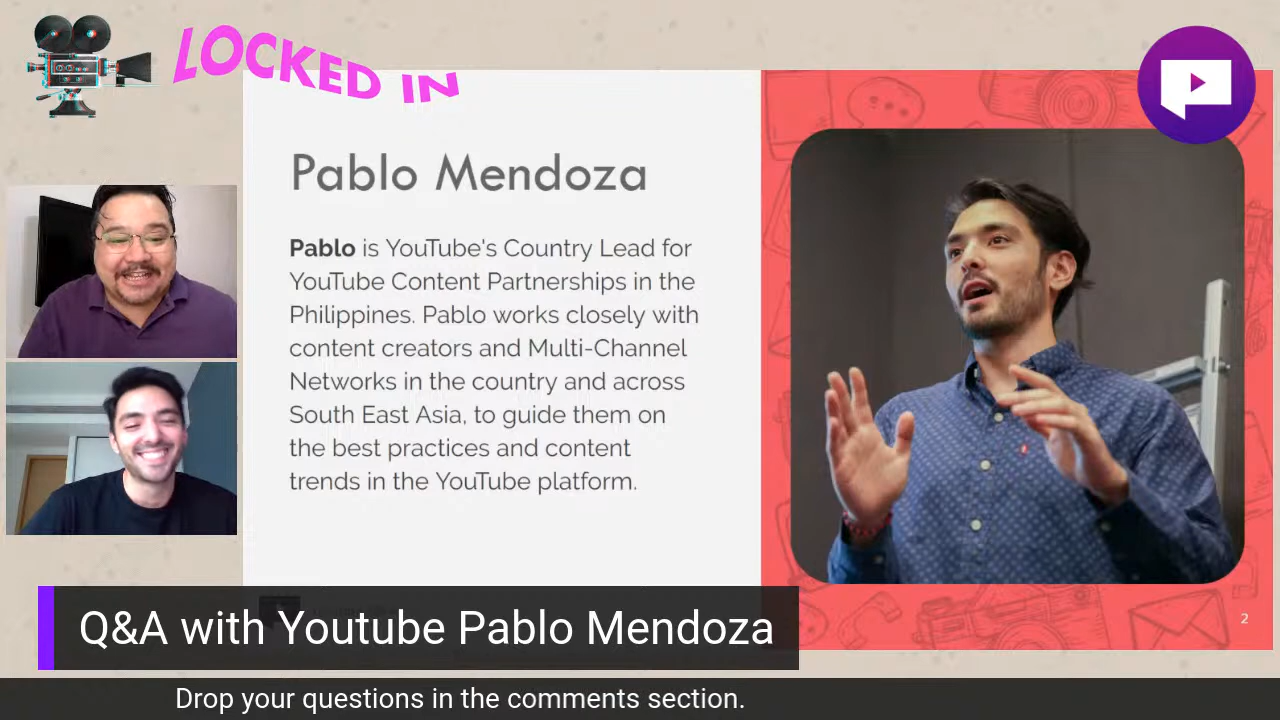 LOCKED IN
Pablo Mendoza
Pablo is YouTube's Country Lead for
YouTube Content Partnerships in the
Philippines. Pablo works closely with
content creators and Multi-Channel
Networks in the country and across
South East Asia, to guide them on
the best practices and content
trends in the YouTube platform.
2
Q&A with Youtube Pablo Mendoza
Drop your questions in the comments section.